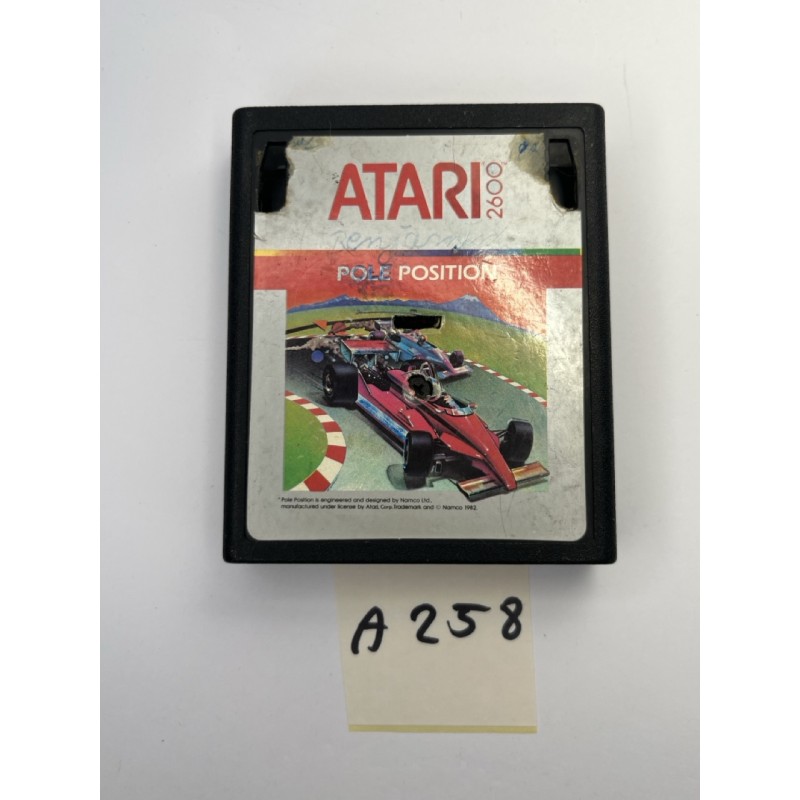 ATARI 2600
POLE POSITION
* Pole Position is engineered and designed by Namco Ltd.,
manufactured under license by Atari, Corp. Trademark and © Namco 1982.
A 258